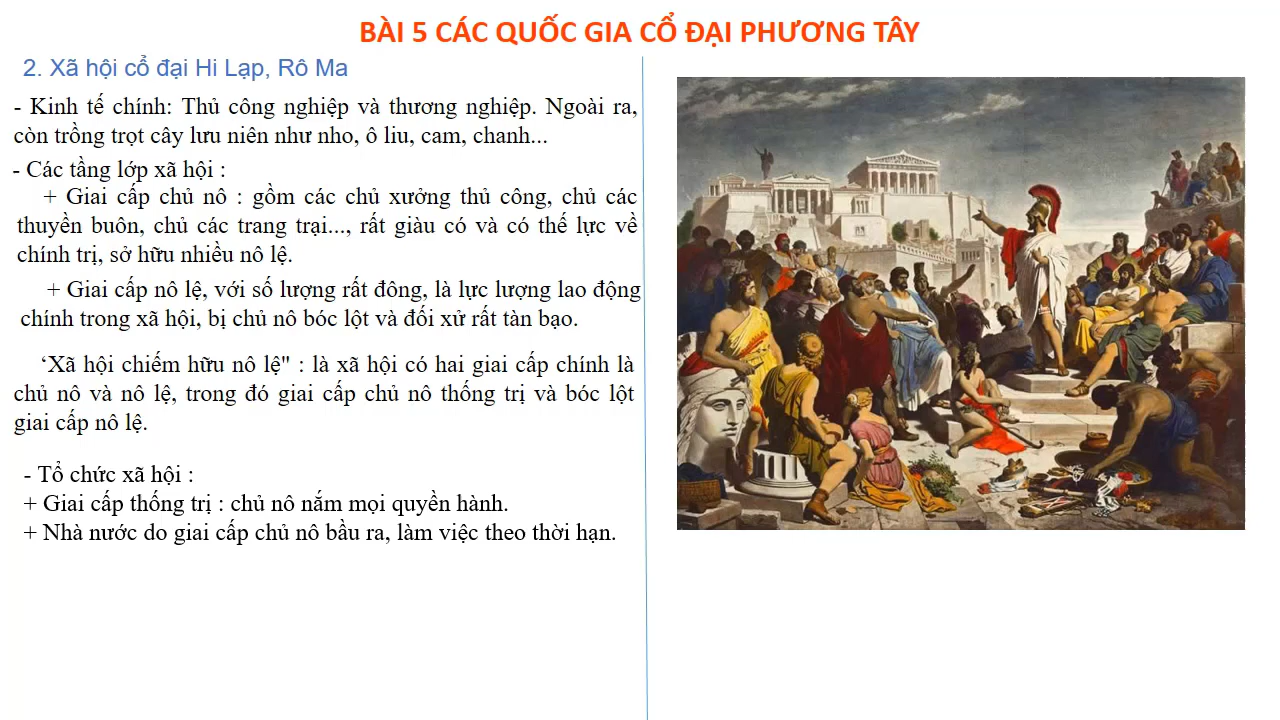 BÀI 5 CÁC QUỐC GIA CỔ ĐẠI PHƯƠNG TÂY
2. Xã hội cổ đại Hi Lạp, Rô Ma
- Kinh tế chính: Thủ công nghiệp và thương nghiệp. Ngoài ra,
còn trồng trọt cây lưu niên như nho, ô liu, cam, chanh...
- Các tầng lớp xã hội :
+ Giai cấp chủ nô : gồm các chủ xưởng thủ công, chủ các
thuyền buôn, chủ các trang trại..., rất giàu có và có thế lực về
chính trị, sở hữu nhiều nô lệ.
+ Giai cấp nô lệ, với số lượng rất đông, là lực lượng lao động
chính trong xã hội, bị chủ nô bóc lột và đối xử rất tàn bạo.
‘Xã hội chiếm hữu nô lệ" : là xã hội có hai giai cấp chính là
chủ nô và nô lệ, trong đó giai cấp chủ nô thống trị và bóc lột
giai cấp nô lệ.
- Tổ chức xã hội :
+ Giai cấp thống trị : chủ nô nắm mọi quyền hành.
+ Nhà nước do giai cấp chủ nô bầu ra, làm việc theo thời hạn.